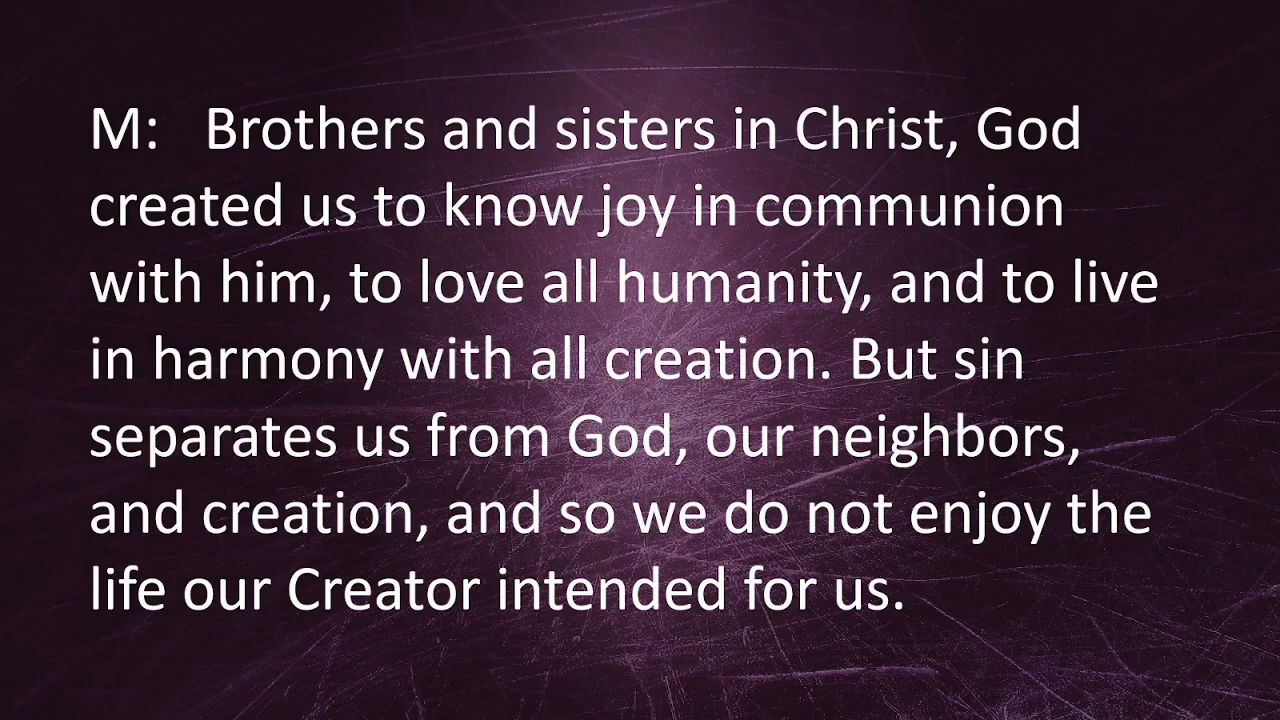 M:   Brothers and sisters in Christ, God
created us to know joy in communion
with him, to love all humanity, and to live
in harmony with all creation. But sin
separates us from God, our neighbors,
and creation, and so we do not enjoy the
life our Creator intended for us.